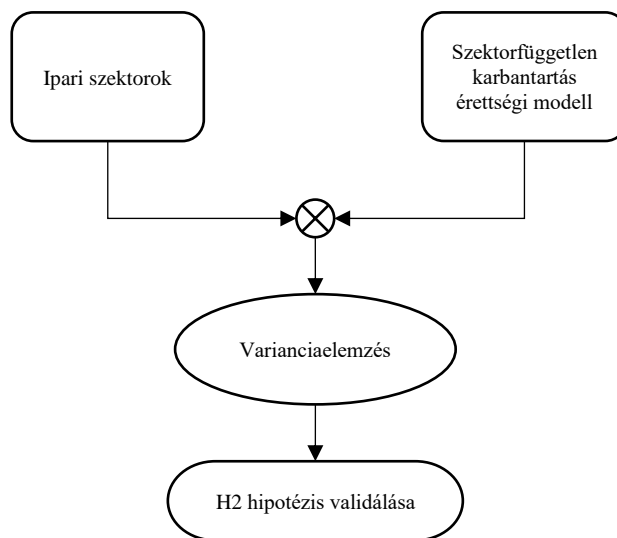 Ipari szektorok
Szektorfüggetlen
karbantartás
érettségi modell
Varianciaelemzés
H2 hipotézis validálása